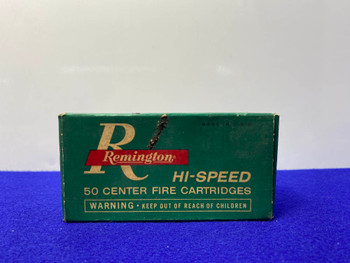 R
Remington
HI-SPEED
50 CENTER FIRE CARTRIDGES
WARNING • KEEP OUT OF REACH OF CHILDREN